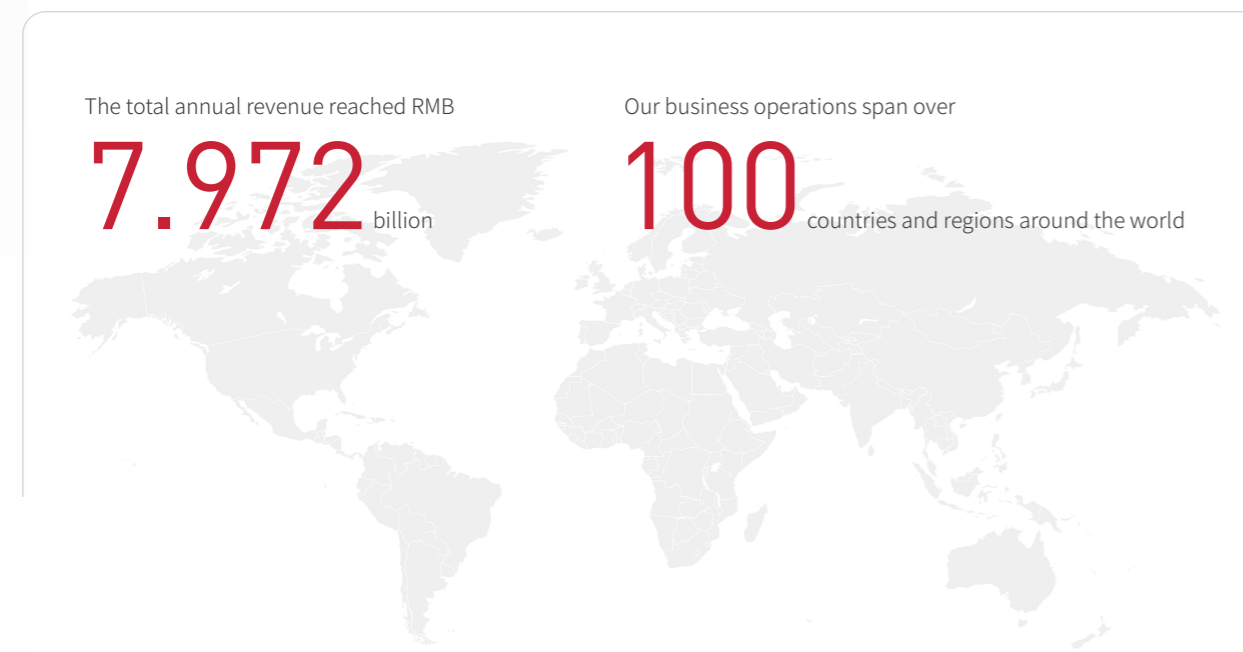 The total annual revenue reached RMB
7.972 billion
Our business operations span over
100 countries and regions around the world